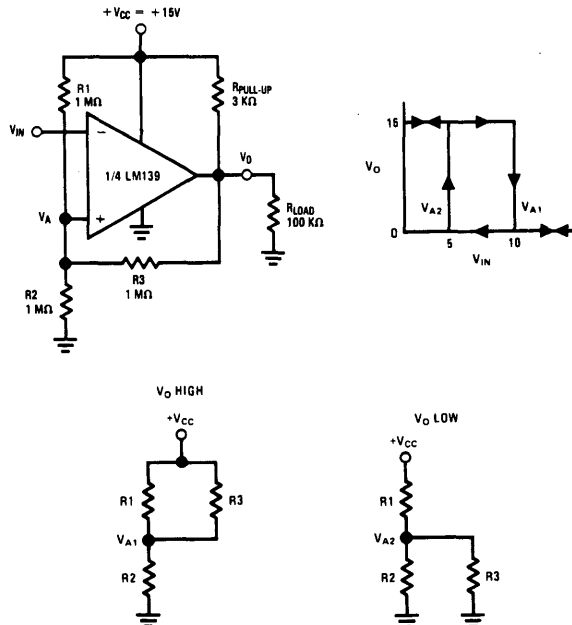 +VCC = +15V
R1
1 MΩ
RPULL-UP
3 KΩ
VIN
−
1/4 LM139
VO
VA
+
RLOAD
100 KΩ
R3
1 MΩ
R2
1 MΩ
15
VO
VA2
VA1
0
5
10
VIN
VO HIGH
+VCC
R1
R3
VA1
R2
VO LOW
+VCC
R1
VA2
R2
R3